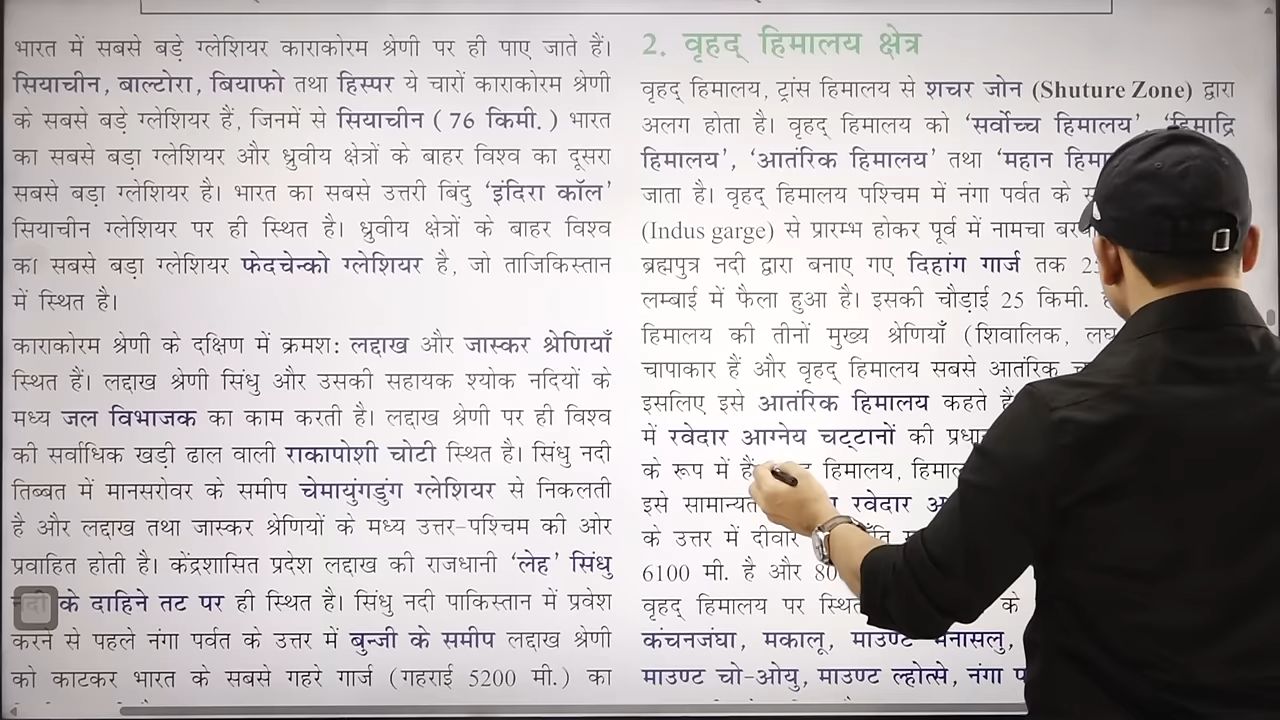 भारत में सबसे बड़े ग्लेशियर काराकोरम श्रेणी पर ही पाए जाते हैं।
सियाचीन, बाल्टोरा, बियाफो तथा हिस्पर ये चारों काराकोरम श्रेणी
के सबसे बड़े ग्लेशियर हैं, जिनमें से सियाचीन ( 76 किमी. ) भारत
का सबसे बड़ा ग्लेशियर और ध्रुवीय क्षेत्रों के बाहर विश्व का दूसरा
सबसे बड़ा ग्लेशियर है। भारत का सबसे उत्तरी बिंदु ‘इंदिरा कॉल’
सियाचीन ग्लेशियर पर ही स्थित है। ध्रुवीय क्षेत्रों के बाहर विश्व
का सबसे बड़ा ग्लेशियर फेदचेन्को ग्लेशियर है, जो ताजिकिस्तान
में स्थित है।
काराकोरम श्रेणी के दक्षिण में क्रमशः लद्दाख और जास्कर श्रेणियाँ
स्थित हैं। लद्दाख श्रेणी सिंधु और उसकी सहायक श्योक नदियों के
मध्य जल विभाजक का काम करती है। लद्दाख श्रेणी पर ही विश्व
की सर्वाधिक खड़ी ढाल वाली राकापोशी चोटी स्थित है। सिंधु नदी
तिब्बत में मानसरोवर के समीप चेमायुंगडुंग ग्लेशियर से निकलती
है और लद्दाख तथा जास्कर श्रेणियों के मध्य उत्तर-पश्चिम की ओर
प्रवाहित होती है। केंद्रशासित प्रदेश लद्दाख की राजधानी ‘लेह’ सिंधु
नदी के दाहिने तट पर ही स्थित है। सिंधु नदी पाकिस्तान में प्रवेश
करने से पहले नंगा पर्वत के उत्तर में बुन्जी के समीप लद्दाख श्रेणी
को काटकर भारत के सबसे गहरे गार्ज (गहराई 5200 मी.) का
2. वृहद् हिमालय क्षेत्र
वृहद् हिमालय, ट्रांस हिमालय से शचर जोन (Shuture Zone) द्वारा
अलग होता है। वृहद् हिमालय को ‘सर्वोच्च हिमालय’, ‘हिमाद्रि
हिमालय’, ‘आतंरिक हिमालय’ तथा ‘महान
जाता है। वृहद् हिमालय पश्चिम में नंगा पर्वत के
(Indus garge) से प्रारम्भ होकर पूर्व में नामचा
ब्रह्मपुत्र नदी द्वारा बनाए गए दिहांग गार्ज तक
लम्बाई में फैला हुआ है। इसकी चौड़ाई 25 किमी.
हिमालय की तीनों मुख्य श्रेणियाँ (शिवालिक,
चापाकार हैं और वृहद् हिमालय सबसे आतंरिक
इसलिए इसे आतंरिक हिमालय कहते
में रवेदार आग्नेय चट्टानों की
के रूप में हिमालय,
इसे रवेदार
के उत्तर में दीवार
6100 मी. है और
वृहद् हिमालय पर के
कंचनजंघा, मकालू, माउण्ट मनासलु,
माउण्ट चो-ओयु, माउण्ट ल्होत्से, नंगा